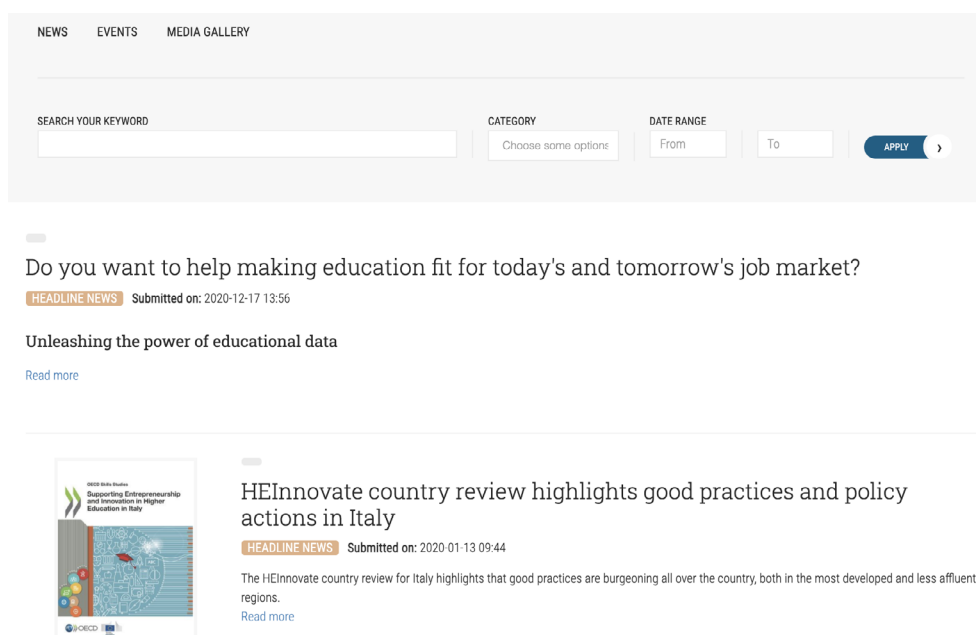 NEWS EVENTS MEDIA GALLERY
SEARCH YOUR KEYWORD CATEGORY DATE RANGE
Choose some options From To APPLY ›
Do you want to help making education fit for today's and tomorrow's job market?
HEADLINE NEWS Submitted on: 2020-12-17 13:56
Unleashing the power of educational data
Read more
OECD Skills Studies
Supporting Entrepreneurship
and Innovation in Higher
Education in Italy
OECD
HEInnovate country review highlights good practices and policy
actions in Italy
HEADLINE NEWS Submitted on: 2020-01-13 09:44
The HEInnovate country review for Italy highlights that good practices are burgeoning all over the country, both in the most developed and less affluent
regions.
Read more